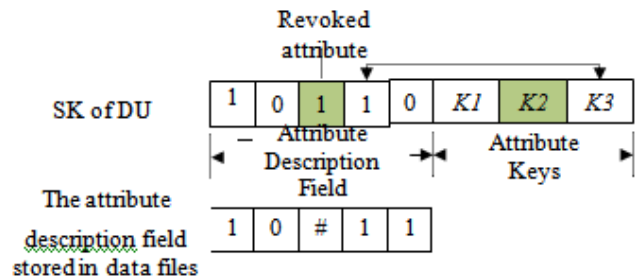 Revoked
attribute
SK of DU
1 0 1 1 0 K1 K2 K3
Attribute
Description
Field
Attribute
Keys
The attribute
description field
stored in data files
1 0 # 1 1